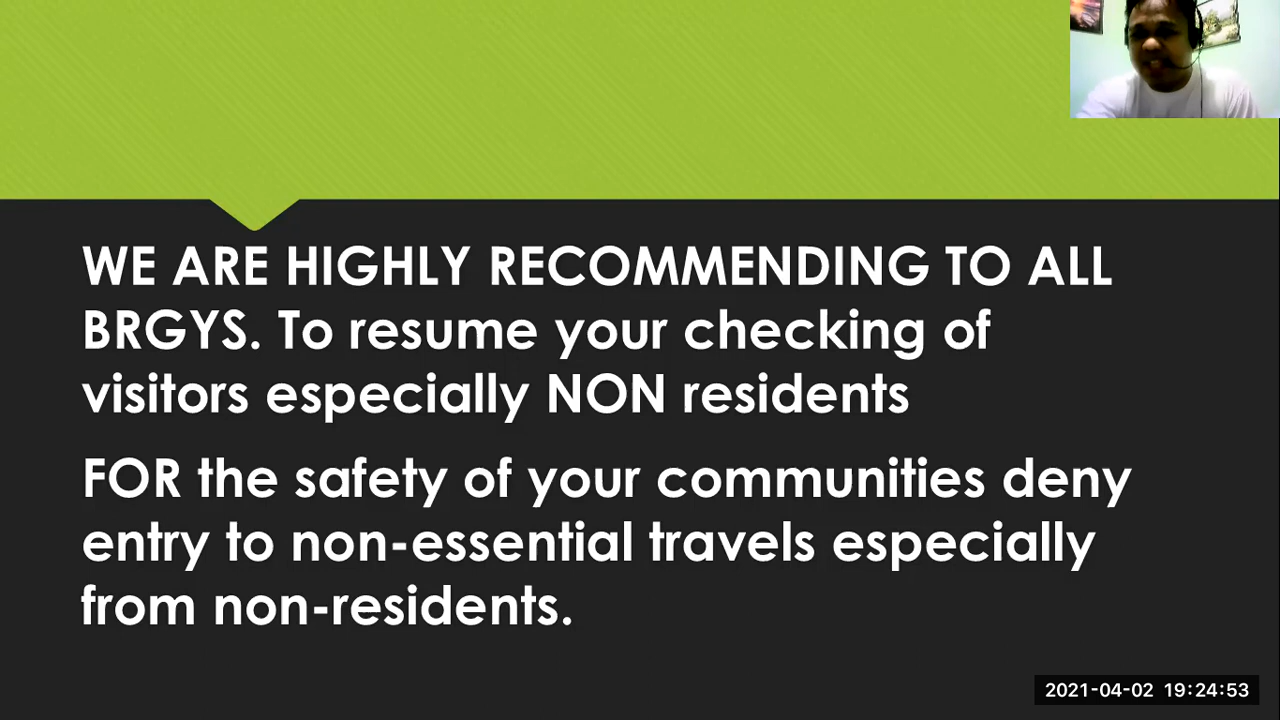 WE ARE HIGHLY RECOMMENDING TO ALL
BRGYS. To resume your checking of
visitors especially NON residents
FOR the safety of your communities deny
entry to non-essential travels especially
from non-residents.
2021-04-02 19:24:53